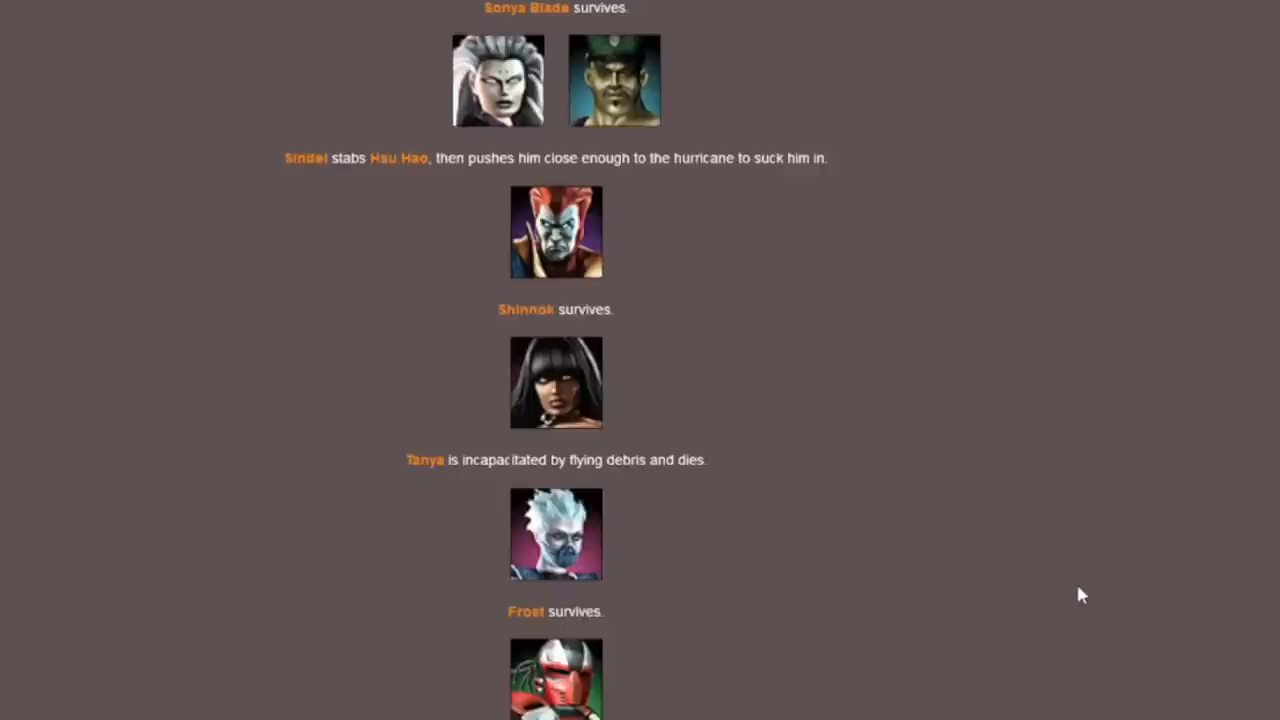 Sonya Blade survives.
Sindel stabs Hsu Hao, then pushes him close enough to the hurricane to suck him in.
Shinnok survives.
Tanya is incapacitated by flying debris and dies.
Frost survives.